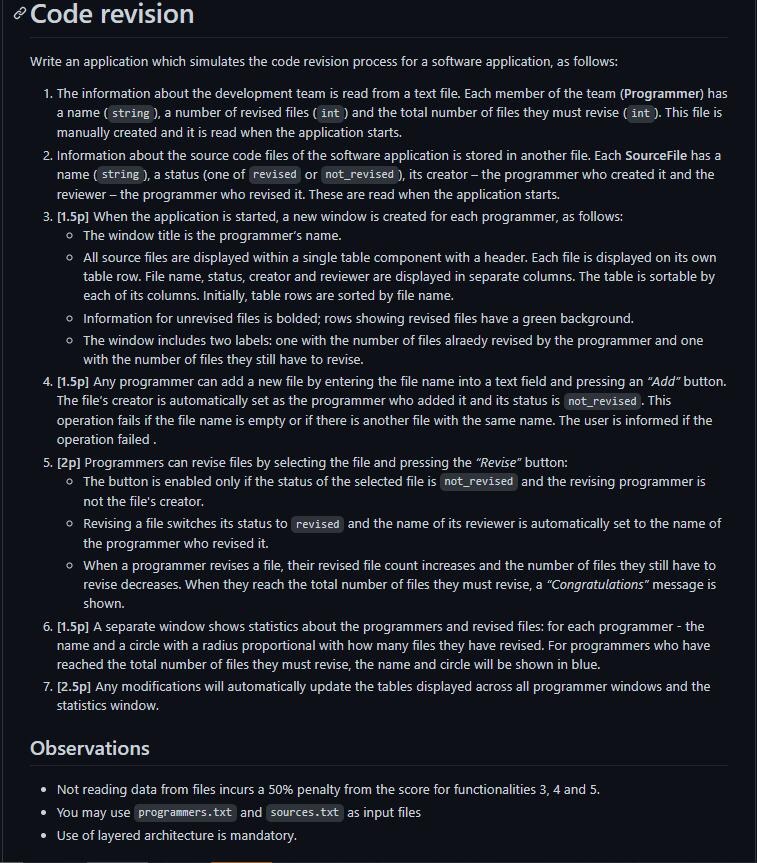 Code revision
Write an application which simulates the code revision process for a software application, as follows:
1. The information about the development team is read from a text file. Each member of the team (Programmer) has
a name ( string ), a number of revised files ( int ) and the total number of files they must revise ( int ). This file is
manually created and it is read when the application starts.
2. Information about the source code files of the software application is stored in another file. Each SourceFile has a
name ( string ), a status (one of revised or not_revised ), its creator – the programmer who created it and the
reviewer – the programmer who revised it. These are read when the application starts.
3. [1.5p] When the application is started, a new window is created for each programmer, as follows:
○ The window title is the programmer's name.
○ All source files are displayed within a single table component with a header. Each file is displayed on its own
table row. File name, status, creator and reviewer are displayed in separate columns. The table is sortable by
each of its columns. Initially, table rows are sorted by file name.
○ Information for unrevised files is bolded; rows showing revised files have a green background.
○ The window includes two labels: one with the number of files alraedy revised by the programmer and one
with the number of files they still have to revise.
4. [1.5p] Any programmer can add a new file by entering the file name into a text field and pressing an “Add” button.
The file's creator is automatically set as the programmer who added it and its status is not_revised . This
operation fails if the file name is empty or if there is another file with the same name. The user is informed if the
operation failed .
5. [2p] Programmers can revise files by selecting the file and pressing the “Revise” button:
○ The button is enabled only if the status of the selected file is not_revised and the revising programmer is
not the file's creator.
○ Revising a file switches its status to revised and the name of its reviewer is automatically set to the name of
the programmer who revised it.
○ When a programmer revises a file, their revised file count increases and the number of files they still have to
revise decreases. When they reach the total number of files they must revise, a “Congratulations” message is
shown.
6. [1.5p] A separate window shows statistics about the programmers and revised files: for each programmer - the
name and a circle with a radius proportional with how many files they have revised. For programmers who have
reached the total number of files they must revise, the name and circle will be shown in blue.
7. [2.5p] Any modifications will automatically update the tables displayed across all programmer windows and the
statistics window.
Observations
• Not reading data from files incurs a 50% penalty from the score for functionalities 3, 4 and 5.
• You may use programmers.txt and sources.txt as input files
• Use of layered architecture is mandatory.